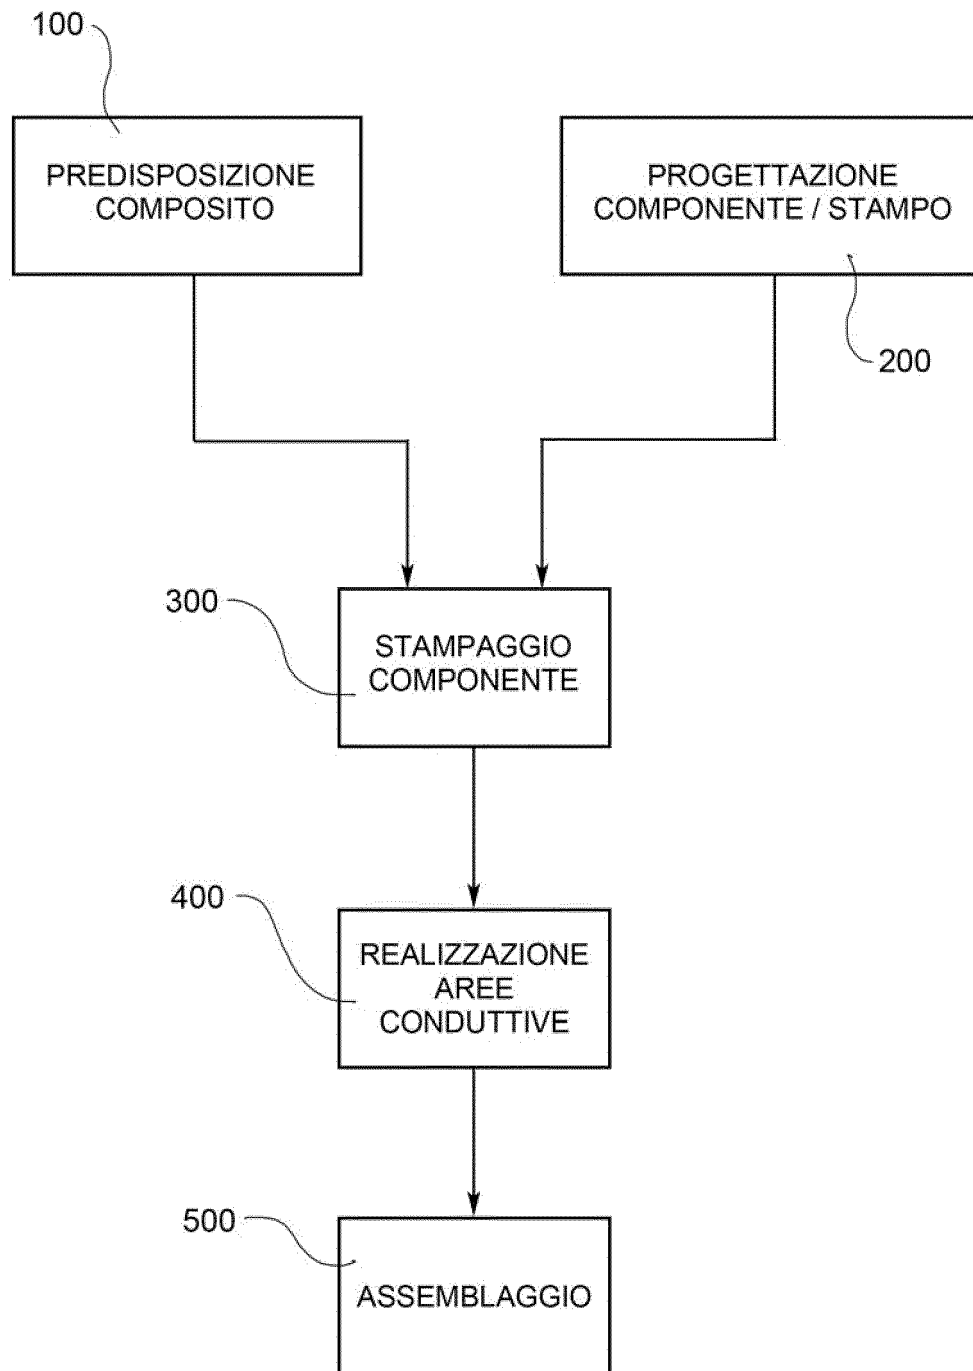 100
PREDISPOSIZIONE
COMPOSITO
PROGETTAZIONE
COMPONENTE / STAMPO
200
300
STAMPAGGIO
COMPONENTE
400
REALIZZAZIONE
AREE
CONDUTTIVE
500
ASSEMBLAGGIO